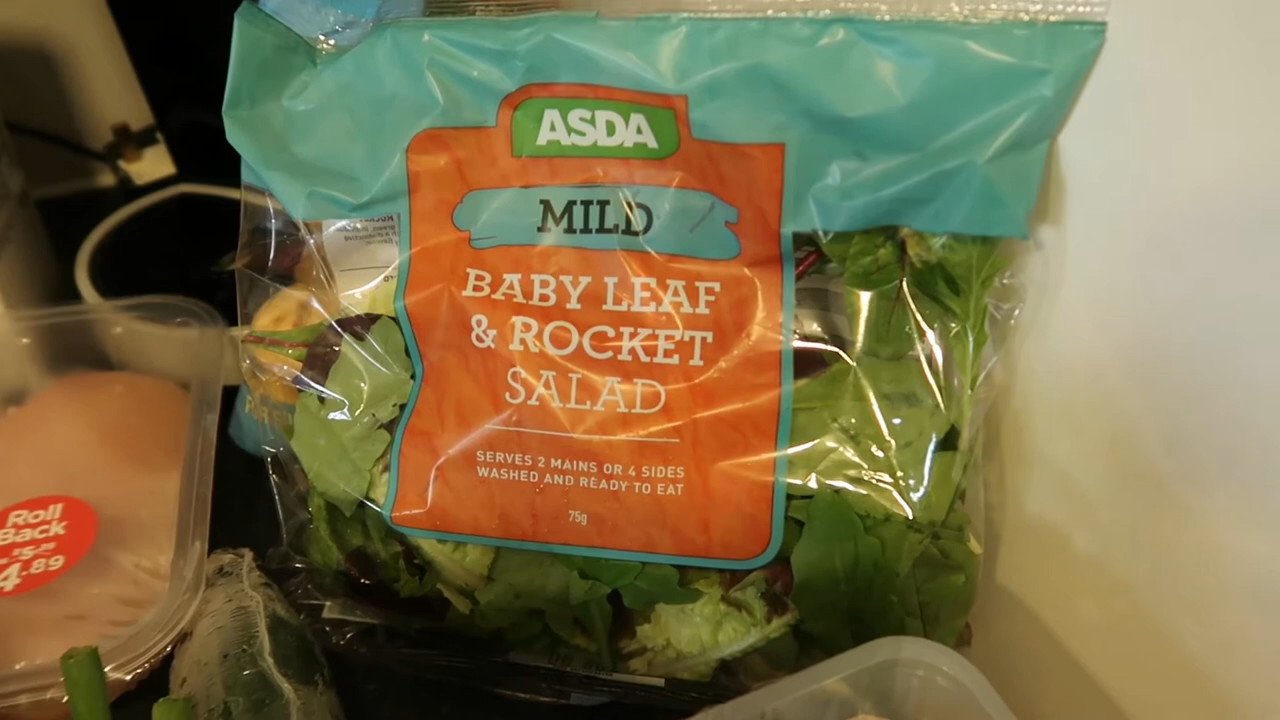 ASDA
MILD
BABY LEAF
& ROCKET
SALAD
SERVES 2 MAINS OR 4 SIDES
WASHED AND READY TO EAT
75g
Roll
Back
4.89